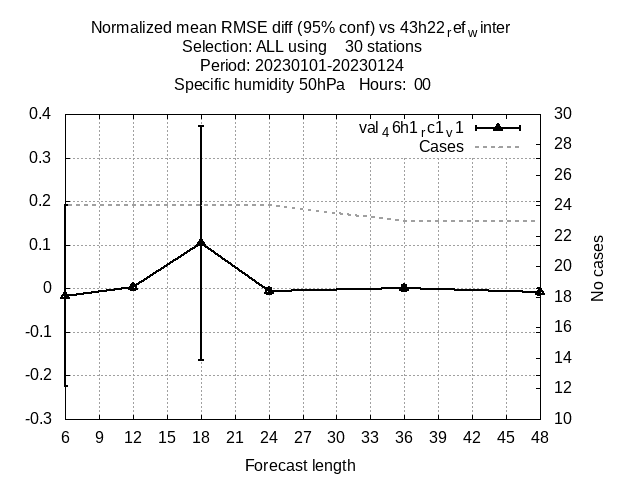 Normalized mean RMSE diff (95% conf) vs 43h22ref winter
Selection: ALL using 30 stations
Period: 20230101-20230124
Specific humidity 50hPa Hours: 00
val46h1rc1v1
Cases
0.4
0.3
0.2
0.1
0
-0.1
-0.2
-0.3
30
28
26
24
22
20
18
16
14
12
10
No cases
6 9 12 15 18 21 24 27 30 33 36 39 42 45 48
Forecast length